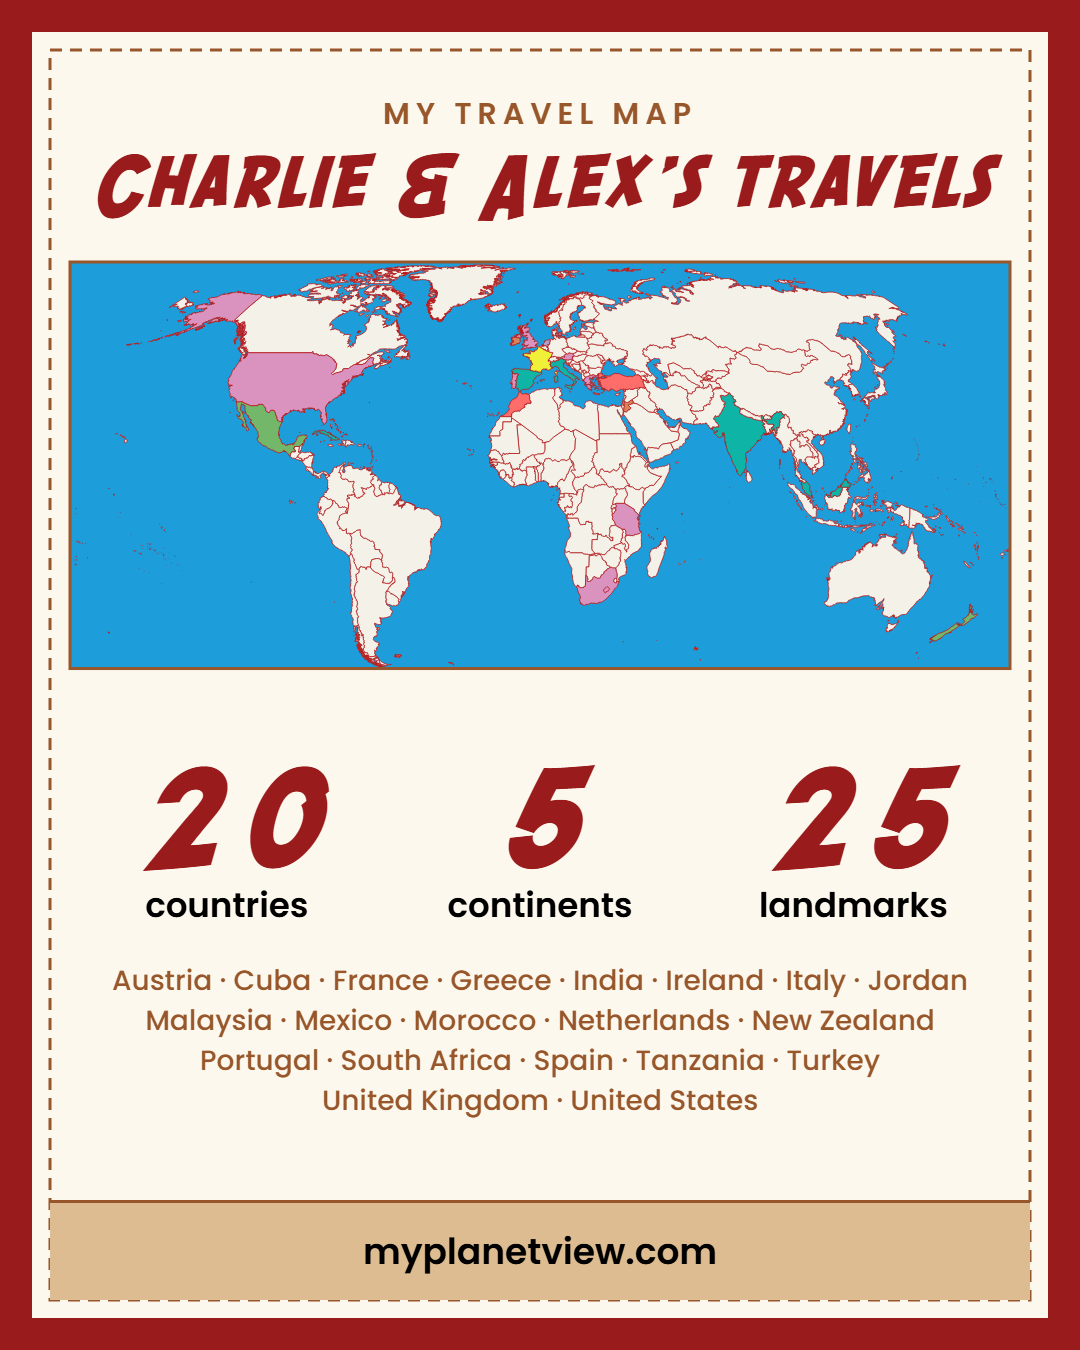 MY TRAVEL MAP
CHARLIE & ALEX'S TRAVELS
20 5 25
countries continents landmarks
Austria · Cuba · France · Greece · India · Ireland · Italy · Jordan
Malaysia · Mexico · Morocco · Netherlands · New Zealand
Portugal · South Africa · Spain · Tanzania · Turkey
United Kingdom · United States
myplanetview.com